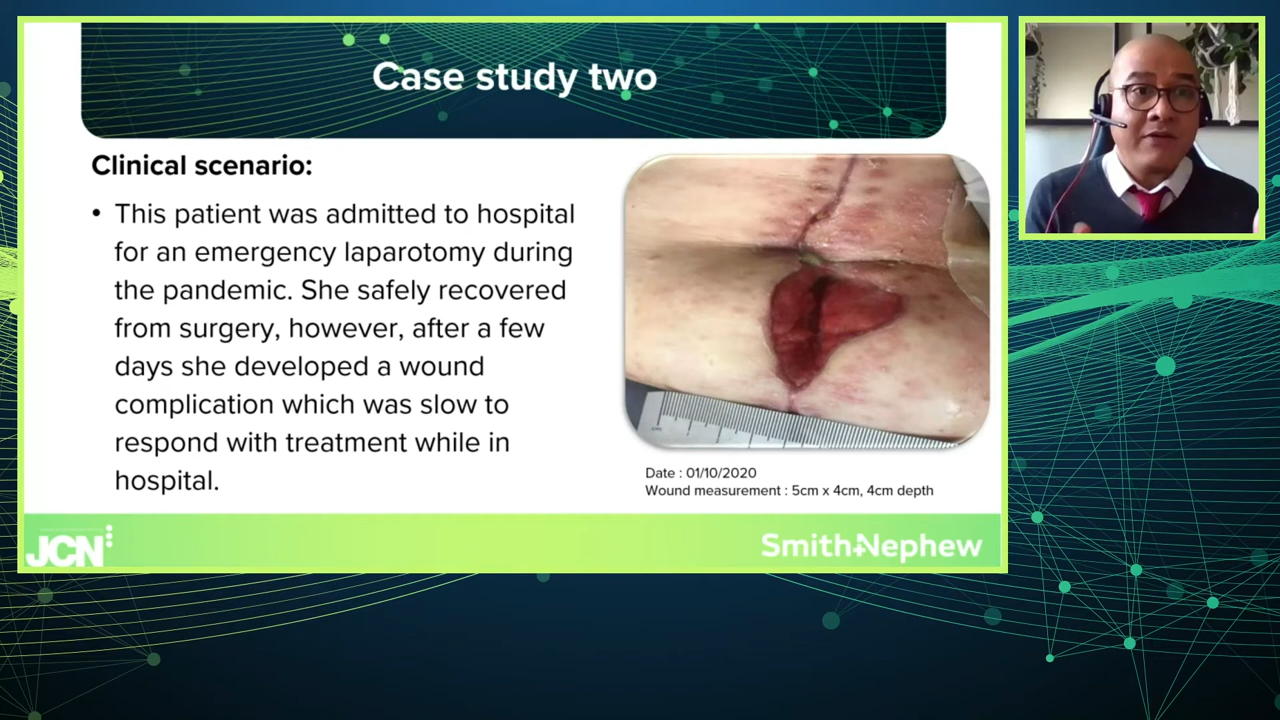 Case study two
Clinical scenario:
• This patient was admitted to hospital
for an emergency laparotomy during
the pandemic. She safely recovered
from surgery, however, after a few
days she developed a wound
complication which was slow to
respond with treatment while in
hospital.
Date : 01/10/2020
Wound measurement : 5cm x 4cm, 4cm depth
JCN
Smith+Nephew